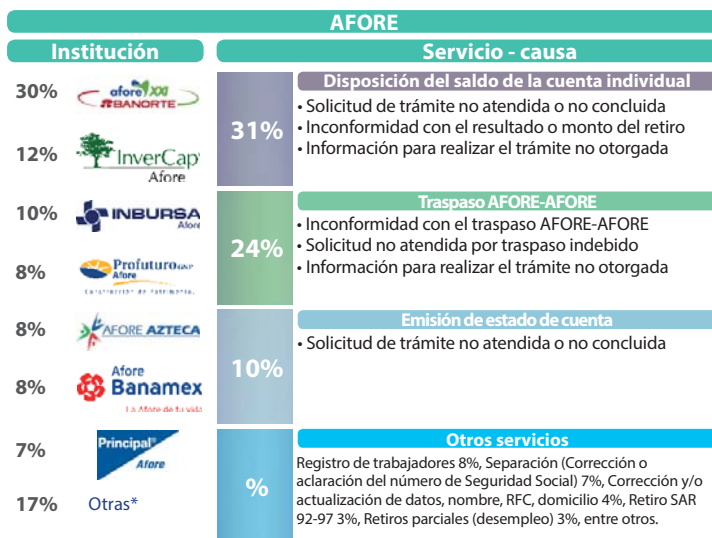 AFORE
Institución
Servicio - causa
30%
afore XXI
BANORTE
12%
InverCap
Afore
10%
INBURSA
Afore
8%
Profuturo GNP
Afore
Construcción de patrimonio.
8%
AFORE AZTECA
8%
Afore
Banamex
La Afore de tu vida
7%
Principal
Afore
17%
Otras*
31%
Disposición del saldo de la cuenta individual
• Solicitud de trámite no atendida o no concluida
• Inconformidad con el resultado o monto del retiro
• Información para realizar el trámite no otorgada
24%
Traspaso AFORE-AFORE
• Inconformidad con el traspaso AFORE-AFORE
• Solicitud no atendida por traspaso indebido
• Información para realizar el trámite no otorgada
10%
Emisión de estado de cuenta
• Solicitud de trámite no atendida o no concluida
%
Otros servicios
Registro de trabajadores 8%, Separación (Corrección o
aclaración del número de Seguridad Social) 7%, Corrección y/o
actualización de datos, nombre, RFC, domicilio 4%, Retiro SAR
92-97 3%, Retiros parciales (desempleo) 3%, entre otros.